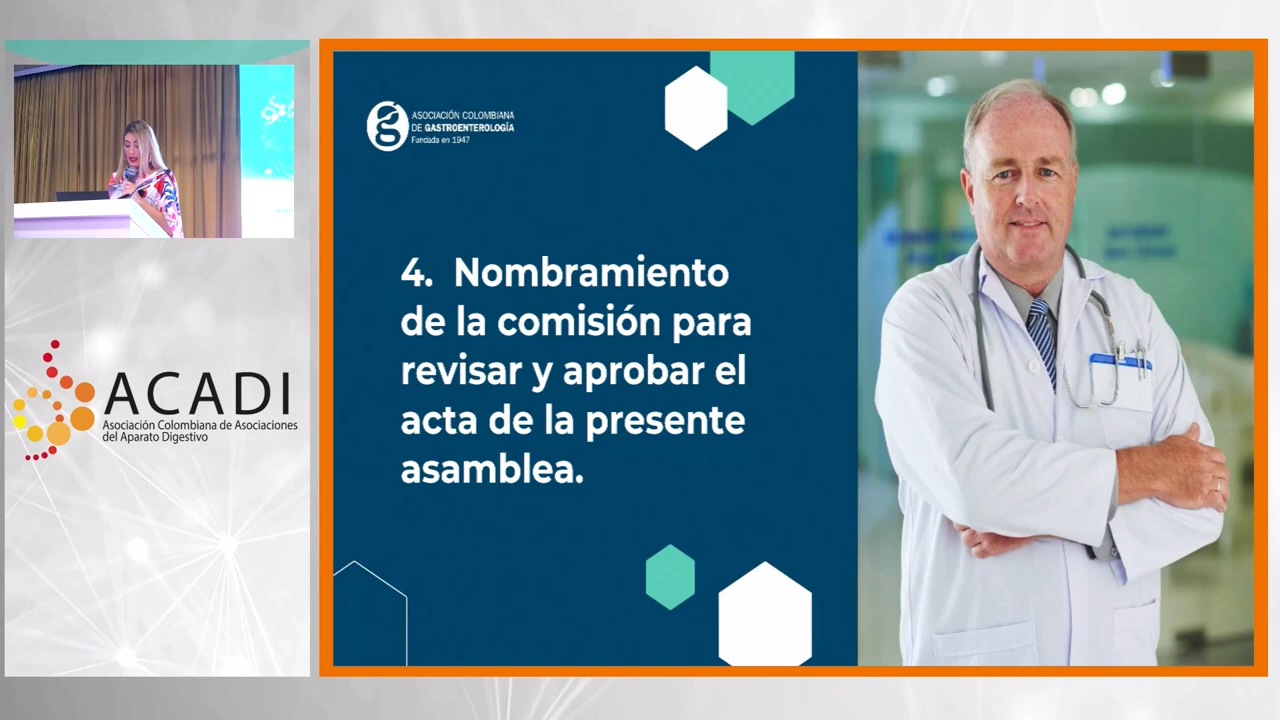 ACADI
Asociación Colombiana de Asociaciones
del Aparato Digestivo
ASOCIACIÓN COLOMBIANA
DE GASTROENTEROLOGÍA
Fundada en 1947
4. Nombramiento
de la comisión para
revisar y aprobar el
acta de la presente
asamblea.